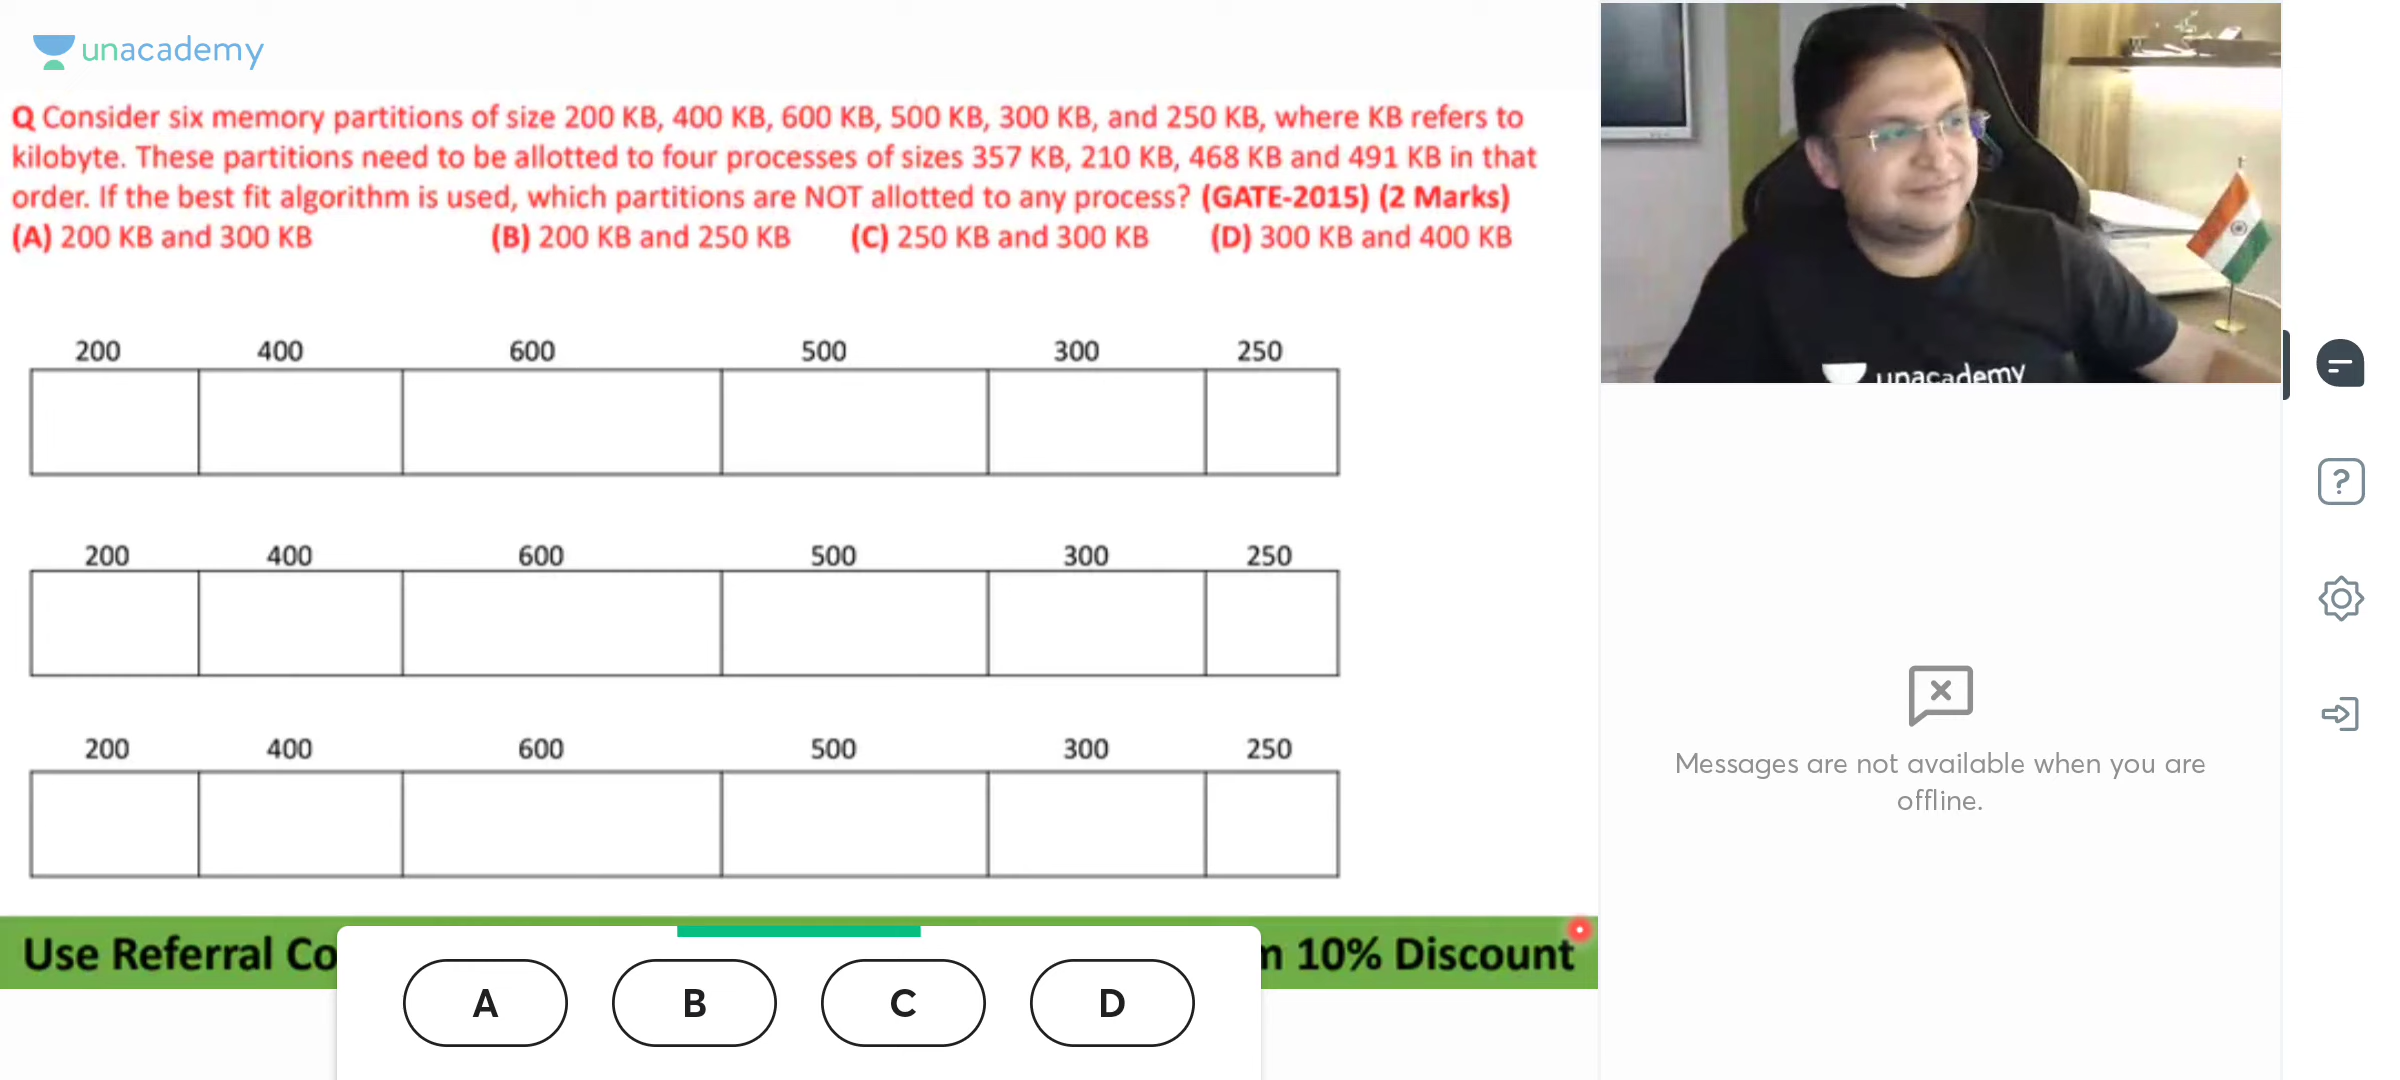 unacademy
Q Consider six memory partitions of size 200 KB, 400 KB, 600 KB, 500 KB, 300 KB, and 250 KB, where KB refers to
kilobyte. These partitions need to be allotted to four processes of sizes 357 KB, 210 KB, 468 KB and 491 KB in that
order. If the best fit algorithm is used, which partitions are NOT allotted to any process? (GATE-2015) (2 Marks)
(A) 200 KB and 300 KB (B) 200 KB and 250 KB (C) 250 KB and 300 KB (D) 300 KB and 400 KB
200 400 600 500 300 250
200 400 600 500 300 250
200 400 600 500 300 250
Use Referral Co
10% Discount
A B C D
unacademy
?
Messages are not available when you are
offline.